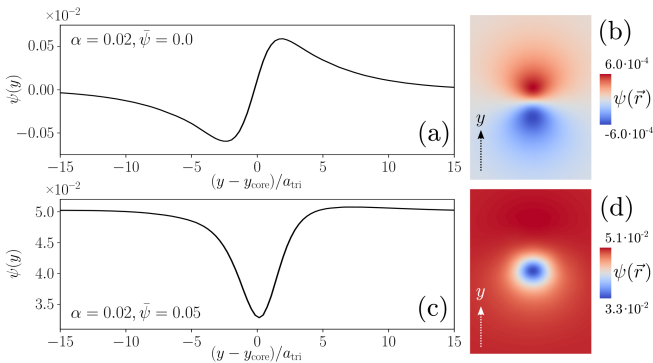 ×10⁻²
α = 0.02, ψ̄ = 0.0
ψ(y)
0.05
0.00
−0.05
(a)
−15 −10 −5 0 5 10 15
(y − y_core)/a_tri
(b)
6.0·10⁻⁴
ψ(r⃗)
-6.0·10⁻⁴
y
×10⁻²
ψ(y)
5.0
4.5
4.0
3.5
α = 0.02, ψ̄ = 0.05
(c)
−15 −10 −5 0 5 10 15
(y − y_core)/a_tri
(d)
5.1·10⁻²
ψ(r⃗)
3.3·10⁻²
y